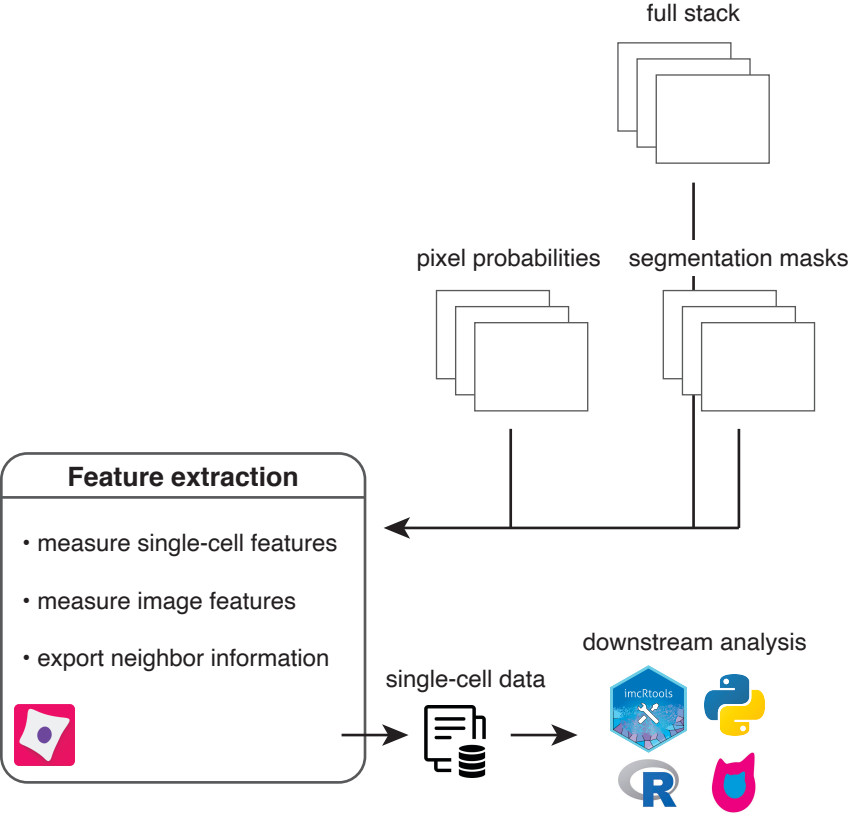 full stack
pixel probabilities
segmentation masks
Feature extraction
• measure single-cell features
• measure image features
• export neighbor information
single-cell data
downstream analysis
imcRtools
R